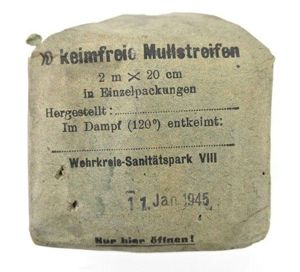 keimfreie Mullstreifen
2 m × 20 cm
in Einzelpackungen
Hergestellt:
Im Dampf (120°) entkeimt:
Wehrkreis-Sanitätspark VIII
11. Jan. 1945
Nur hier öffnen!